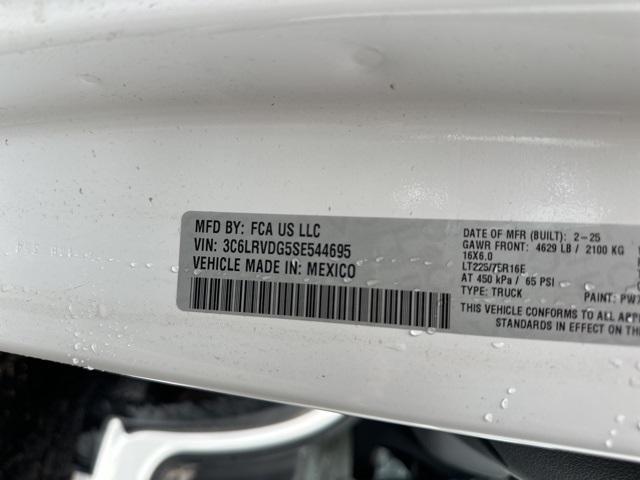 MFD BY: FCA US LLC
VIN: 3C6LRVDG5SE544695
VEHICLE MADE IN: MEXICO
DATE OF MFR (BUILT): 2-25
GAWR FRONT: 4629 LB / 2100 KG
16X6.0
LT225/75R16E
AT 450 kPa / 65 PSI
TYPE: TRUCK
PAINT:
THIS VEHICLE CONFORMS TO ALL
STANDARDS IN EFFECT ON THE